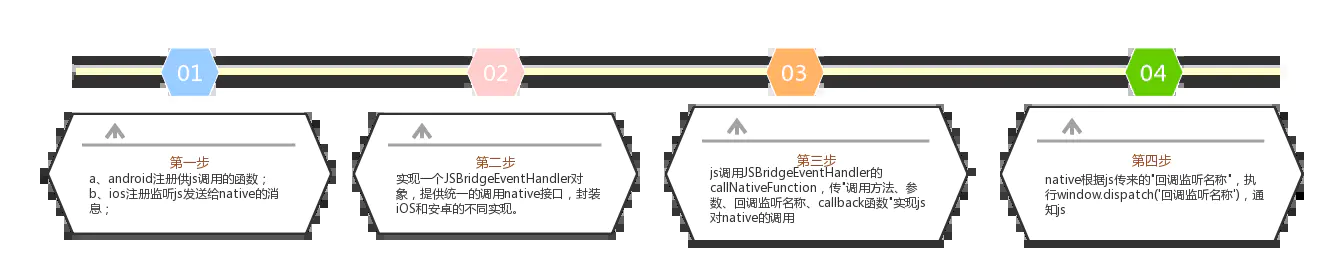 01
02
03
04
第一步
a、android注册供js调用的函数；
b、ios注册监听js发送给native的消
息；
第二步
实现一个JSBridgeEventHandler对
象，提供统一的调用native接口，封装
iOS和安卓的不同实现。
第三步
js调用JSBridgeEventHandler的
callNativeFunction，传"调用方法、参
数、回调监听名称、callback函数"实现js
对native的调用
第四步
native根据js传来的"回调监听名称"，执
行window.dispatch('回调监听名称')，通
知js